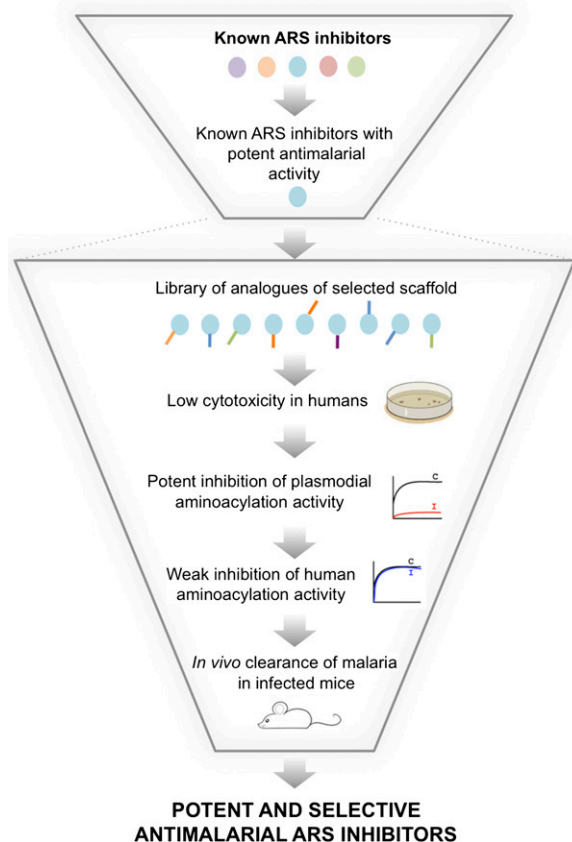 Known ARS inhibitors
Known ARS inhibitors with
potent antimalarial
activity
Library of analogues of selected scaffold
Low cytotoxicity in humans
Potent inhibition of plasmodial
aminoacylation activity
C
I
Weak inhibition of human
aminoacylation activity
C
I
In vivo clearance of malaria
in infected mice
POTENT AND SELECTIVE
ANTIMALARIAL ARS INHIBITORS